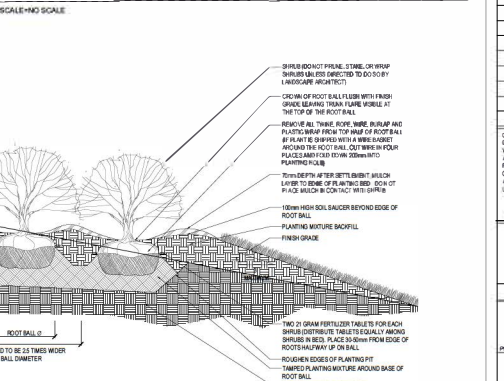 SCALE=NO SCALE
SHRUB (DO NOT PRUNE, STAKE, OR WRAP
SHRUBS UNLESS DIRECTED TO DO SO BY
LANDSCAPE ARCHITECT)
CROWN OF ROOT BALL FLUSH WITH FINISH
GRADE LEAVING TRUNK FLARE VISIBLE AT
THE TOP OF THE ROOT BALL
REMOVE ALL TWINE, ROPE, WIRE, BURLAP AND
PLASTIC WRAP FROM TOP HALF OF ROOT BALL
(IF PLANT IS SHIPPED WITH A WIRE BASKET
AROUND THE ROOT BALL, CUT WIRE IN FOUR
PLACES AND FOLD DOWN 200mm INTO
PLANTING HOLE)
75mm DEPTH AFTER SETTLEMENT MULCH
LAYER TO EDGE OF PLANTING BED. DO NOT
PLACE MULCH IN CONTACT WITH SHRUB
100mm HIGH SOIL SAUCER BEYOND EDGE OF
ROOT BALL
PLANTING MIXTURE BACKFILL
FINISH GRADE
TWO 21 GRAM FERTILIZER TABLETS FOR EACH
SHRUB (DISTRIBUTE TABLETS EQUALLY AMONG
SHRUBS IN BED). PLACE 30-50mm FROM EDGE OF
ROOTS HALFWAY UP ON BALL
ROUGHEN EDGES OF PLANTING PIT
TAMPED PLANTING MIXTURE AROUND BASE OF
ROOT BALL
ROOT BALL Ø
D TO BE 2.5 TIMES WIDER
BALL DIAMETER